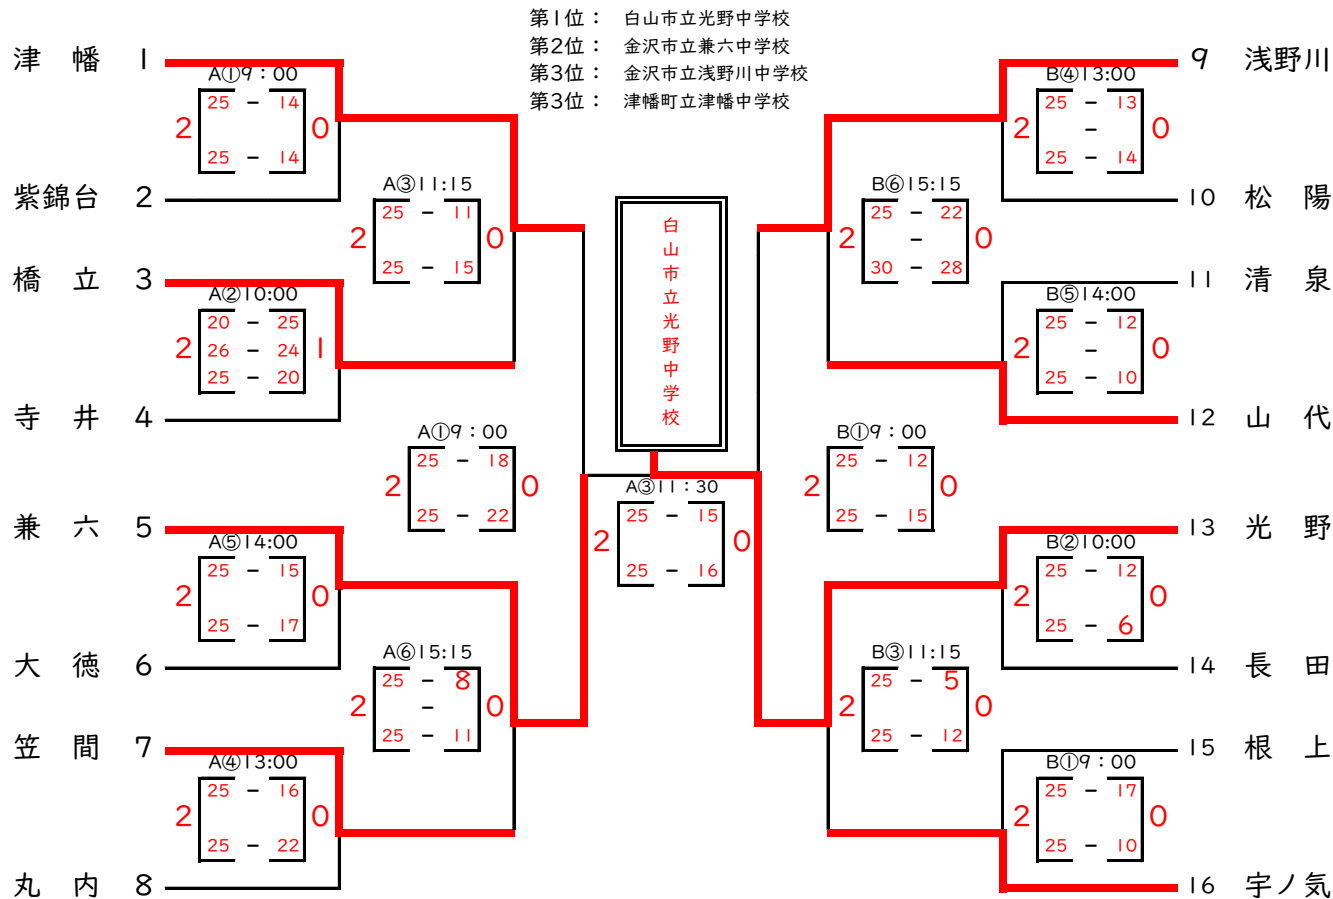 第1位： 白山市立光野中学校
第2位： 金沢市立兼六中学校
第3位： 金沢市立浅野川中学校
第3位： 津幡町立津幡中学校
津 幡 1
A①9：00
25 - 14
2 0
25 - 14
紫錦台 2
A③11:15
25 - 11
2 0
25 - 15
橋 立 3
A②10:00
20 - 25
2 26 - 24 1
25 - 20
寺 井 4
A①9：00
25 - 18
2 0
25 - 22
兼 六 5
A⑤14:00
25 - 15
2 0
25 - 17
大 徳 6
A⑥15:15
25 - 8
2 - 0
25 - 11
笠 間 7
A④13:00
25 - 16
2 0
25 - 22
丸 内 8
白山市立光野中学校
A③11：30
25 - 15
2 0
25 - 16
9 浅野川
B④13:00
25 - 13
2 - 0
25 - 14
10 松 陽
B⑥15:15
25 - 22
2 - 0
30 - 28
11 清 泉
B⑤14:00
25 - 12
2 - 0
25 - 10
12 山 代
B①9：00
25 - 12
2 0
25 - 15
13 光 野
B②10:00
25 - 12
2 0
25 - 6
14 長 田
B③11:15
25 - 5
2 0
25 - 12
15 根 上
B①9：00
25 - 17
2 0
25 - 10
16 宇ノ気